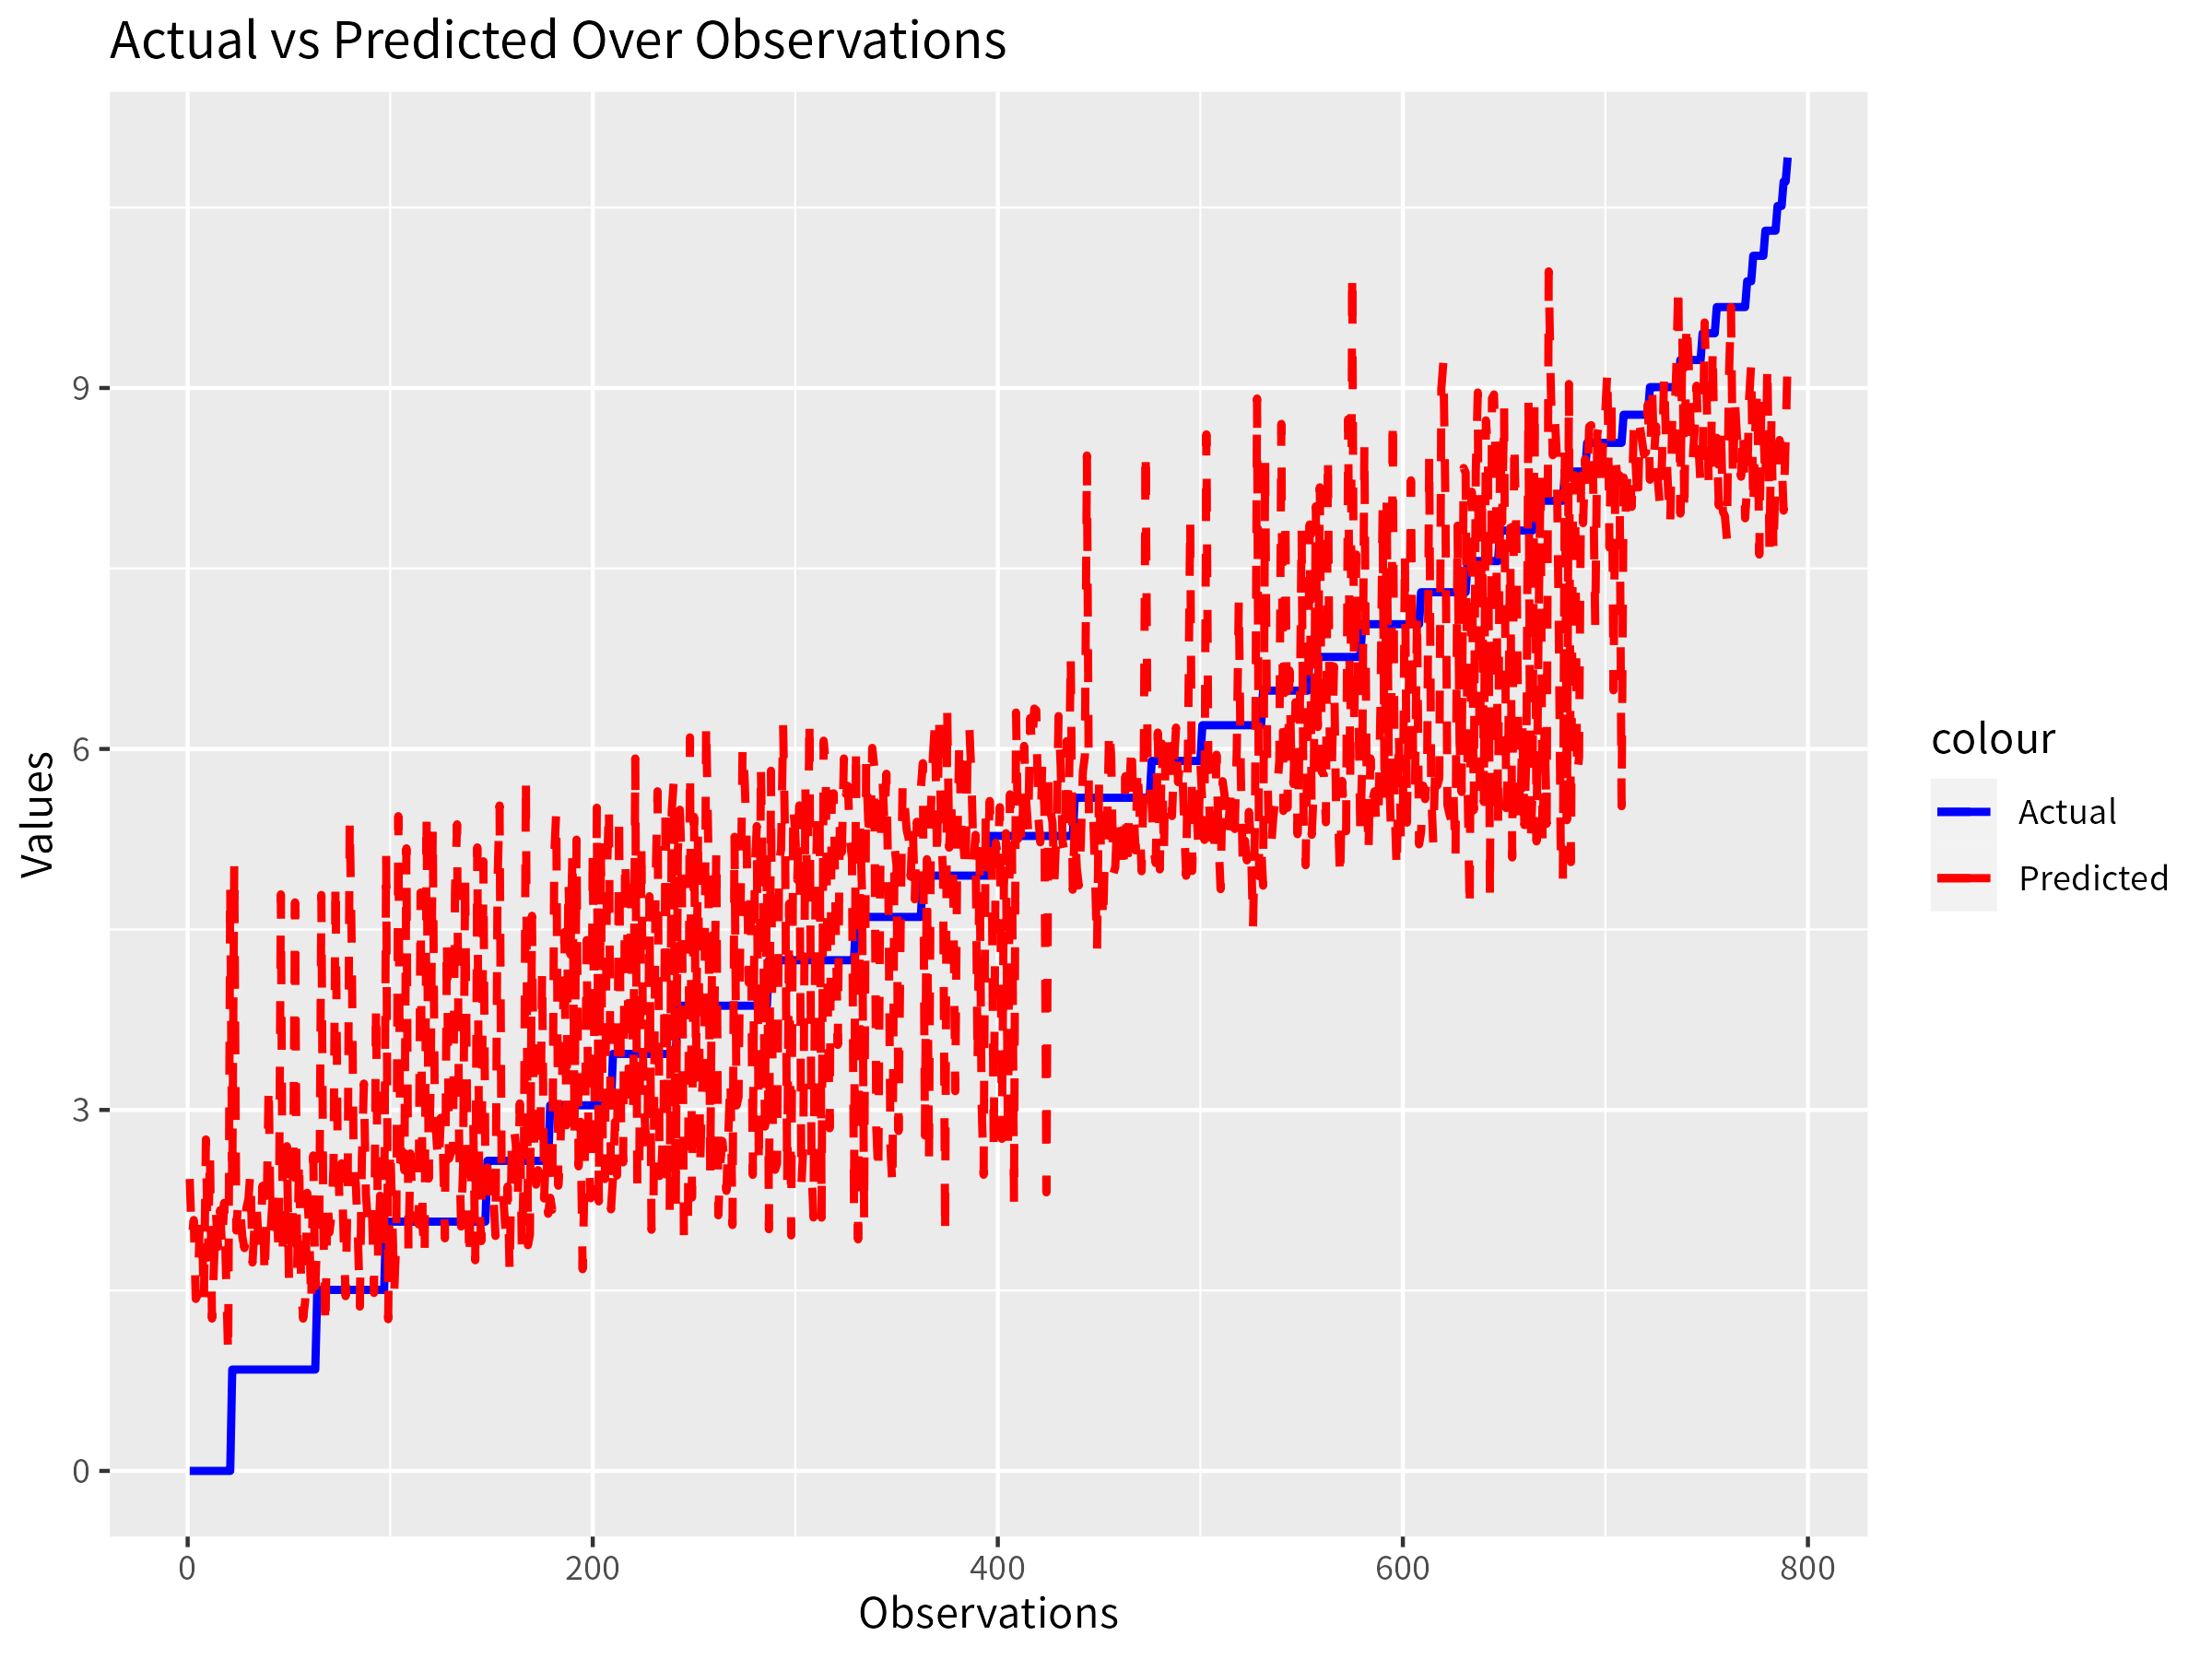 Actual vs Predicted Over Observations
Values
9
6
3
0
0 200 400 600 800
Observations
colour
Actual
Predicted